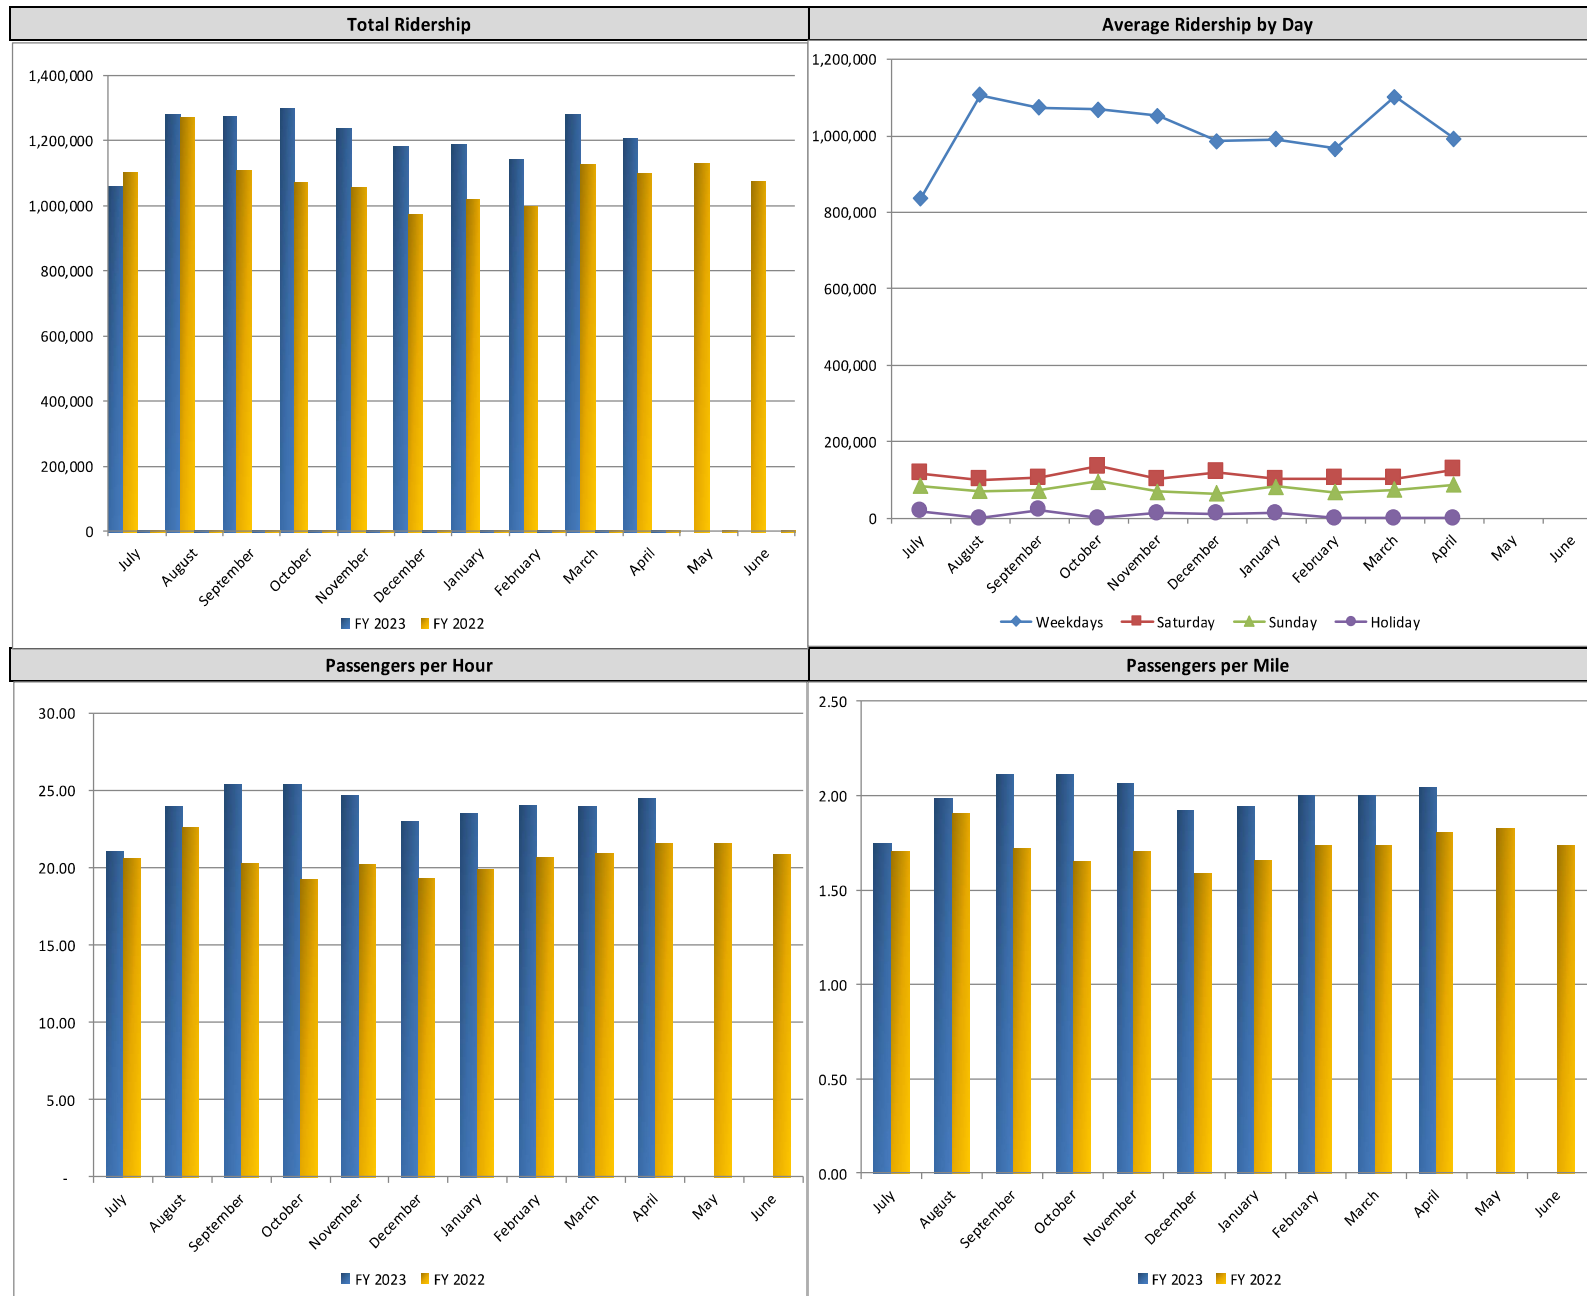 Total Ridership
1,400,000
1,200,000
1,000,000
800,000
600,000
400,000
200,000
0
July
August
September
October
November
December
January
February
March
April
May
June
FY 2023
FY 2022
Average Ridership by Day
1,200,000
1,000,000
800,000
600,000
400,000
200,000
0
July
August
September
October
November
December
January
February
March
April
May
June
Weekdays
Saturday
Sunday
Holiday
Passengers per Hour
30.00
25.00
20.00
15.00
10.00
5.00
-
July
August
September
October
November
December
January
February
March
April
May
June
FY 2023
FY 2022
Passengers per Mile
2.50
2.00
1.50
1.00
0.50
0.00
July
August
September
October
November
December
January
February
March
April
May
June
FY 2023
FY 2022